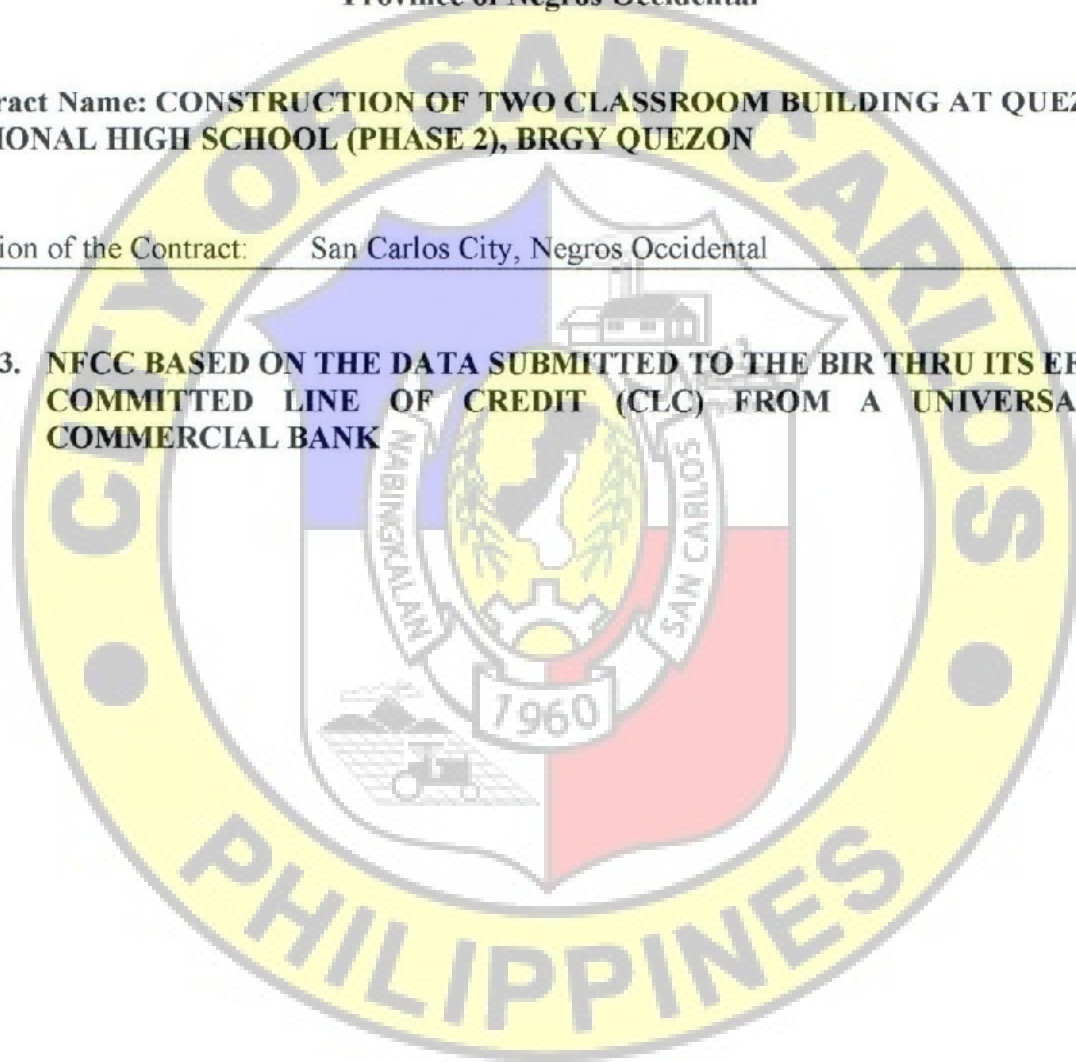 Province of Negros Occidental
ract Name: CONSTRUCTION OF TWO CLASSROOM BUILDING AT QUEZ
IONAL HIGH SCHOOL (PHASE 2), BRGY QUEZON
ion of the Contract: San Carlos City, Negros Occidental
3. NFCC BASED ON THE DATA SUBMITTED TO THE BIR THRU ITS EF
COMMITTED LINE OF CREDIT (CLC) FROM A UNIVERSA
COMMERCIAL BANK
CITY OF SAN CARLOS
NABINGKALAN
SAN CARLOS
1960
PHILIPPINES